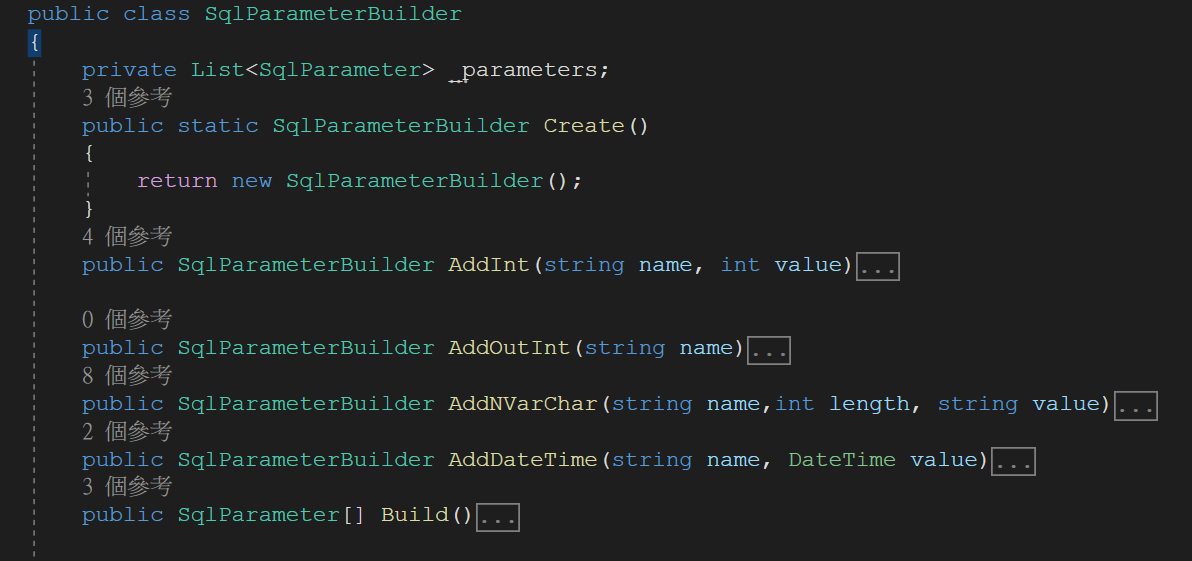 public class SqlParameterBuilder
{
private List<SqlParameter> _parameters;
3 個參考
public static SqlParameterBuilder Create()
{
return new SqlParameterBuilder();
}
4 個參考
public SqlParameterBuilder AddInt(string name, int value)...
0 個參考
public SqlParameterBuilder AddOutInt(string name)...
8 個參考
public SqlParameterBuilder AddNVarChar(string name,int length, string value)...
2 個參考
public SqlParameterBuilder AddDateTime(string name, DateTime value)...
3 個參考
public SqlParameter[] Build()...